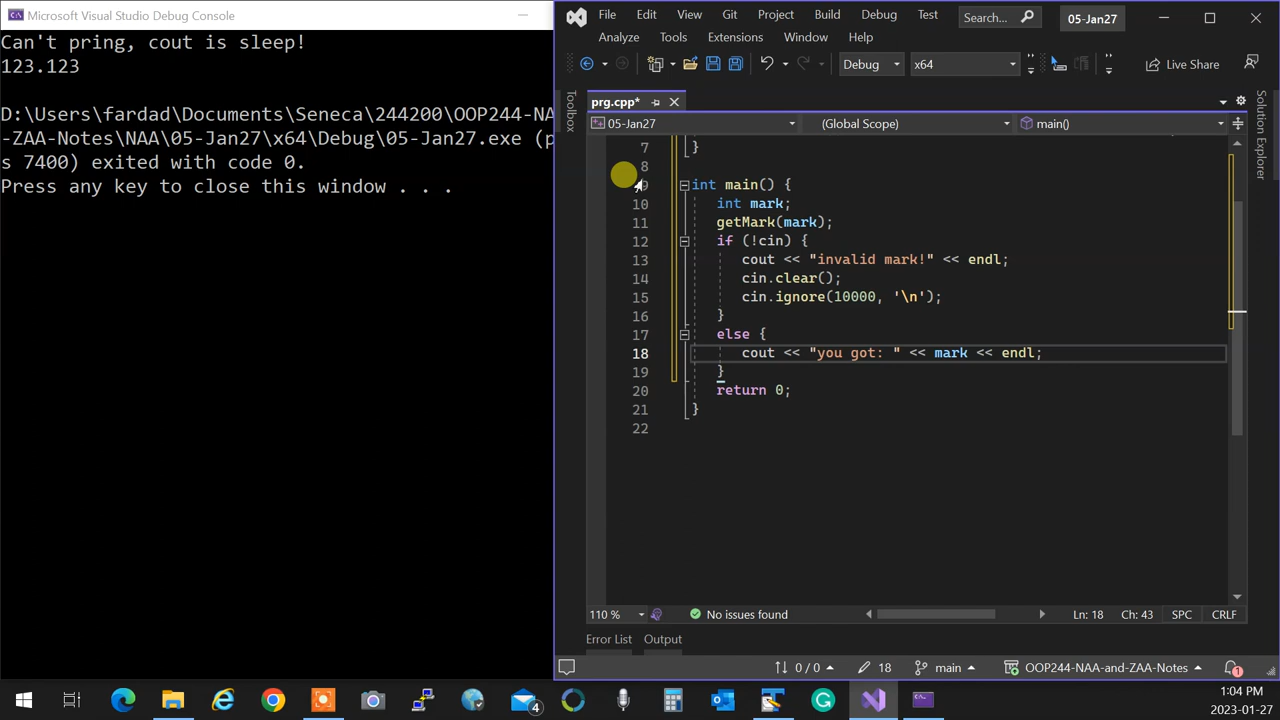 Microsoft Visual Studio Debug Console
Can't pring, cout is sleep!
123.123
D:\Users\fardad\Documents\Seneca\244200\OOP244-NA
-ZAA-Notes\NAA\05-Jan27\x64\Debug\05-Jan27.exe (p
s 7400) exited with code 0.
Press any key to close this window . . .
File Edit View Git Project Build Debug Test Search... 05-Jan27
Analyze Tools Extensions Window Help
Debug x64 Live Share
Toolbox
prg.cpp*
05-Jan27 (Global Scope) main()
Solution Explorer
7 }
8
9 int main() {
10 int mark;
11 getMark(mark);
12 if (!cin) {
13 cout << "invalid mark!" << endl;
14 cin.clear();
15 cin.ignore(10000, '\n');
16 }
17 else {
18 cout << "you got: " << mark << endl;
19 }
20 return 0;
21 }
22
110 % No issues found Ln: 18 Ch: 43 SPC CRLF
Error List Output
0 / 0 18 main OOP244-NAA-and-ZAA-Notes 1
4
1:04 PM
2023-01-27